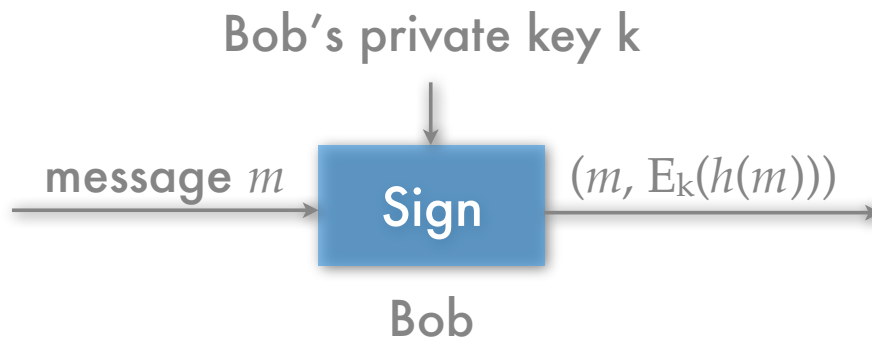 Bob's private key k
message m
Sign
(m, Eₖ(h(m)))
Bob